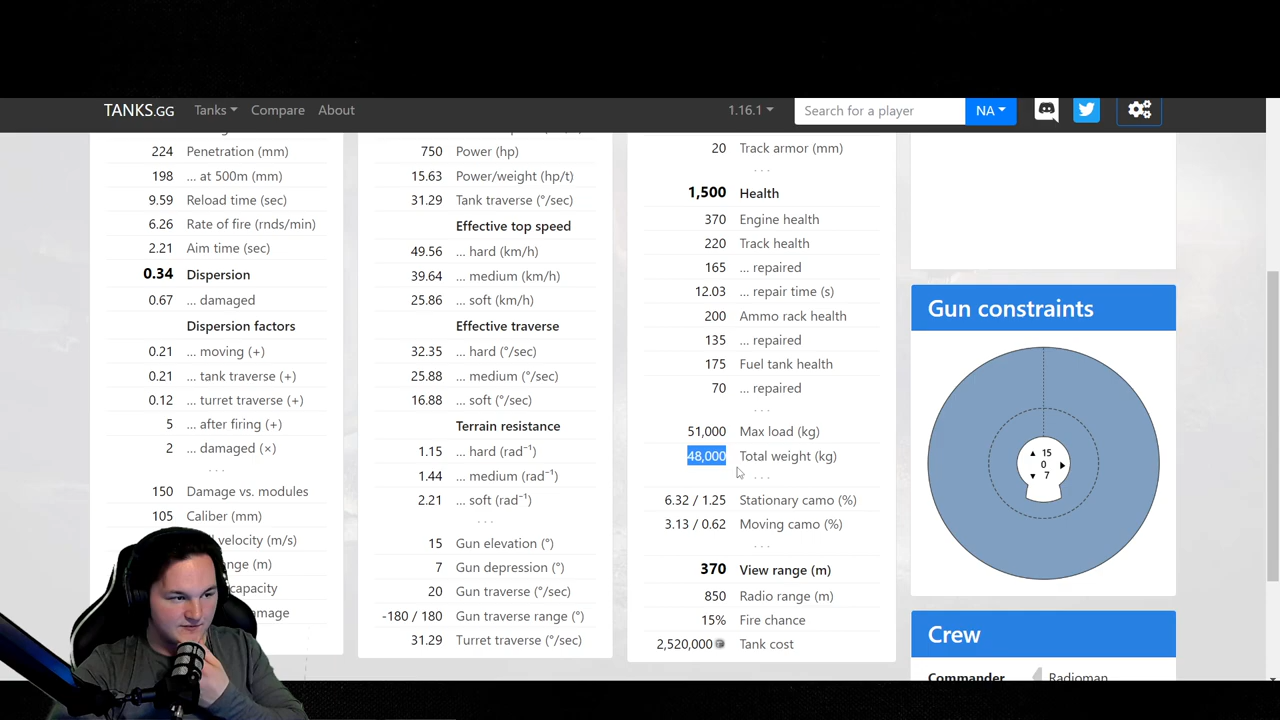 TANKS.GG Tanks Compare About 1.16.1 Search for a player NA
224 Penetration (mm)
198 ... at 500m (mm)
9.59 Reload time (sec)
6.26 Rate of fire (rnds/min)
2.21 Aim time (sec)
0.34 Dispersion
0.67 ... damaged
Dispersion factors
0.21 ... moving (+)
0.21 ... tank traverse (+)
0.12 ... turret traverse (+)
5 ... after firing (+)
2 ... damaged (×)
...
150 Damage vs. modules
105 Caliber (mm)
velocity (m/s)
(m)
capacity
750 Power (hp)
15.63 Power/weight (hp/t)
31.29 Tank traverse (°/sec)
Effective top speed
49.56 ... hard (km/h)
39.64 ... medium (km/h)
25.86 ... soft (km/h)
Effective traverse
32.35 ... hard (°/sec)
25.88 ... medium (°/sec)
16.88 ... soft (°/sec)
Terrain resistance
1.15 ... hard (rad⁻¹)
1.44 ... medium (rad⁻¹)
2.21 ... soft (rad⁻¹)
...
15 Gun elevation (°)
7 Gun depression (°)
20 Gun traverse (°/sec)
-180 / 180 Gun traverse range (°)
31.29 Turret traverse (°/sec)
20 Track armor (mm)
...
1,500 Health
370 Engine health
220 Track health
165 ... repaired
12.03 ... repair time (s)
200 Ammo rack health
135 ... repaired
175 Fuel tank health
70 ... repaired
...
51,000 Max load (kg)
48,000 Total weight (kg)
...
6.32 / 1.25 Stationary camo (%)
3.13 / 0.62 Moving camo (%)
...
370 View range (m)
850 Radio range (m)
15% Fire chance
2,520,000 Tank cost
Gun constraints
15
0
7
Crew
Commander Radioman